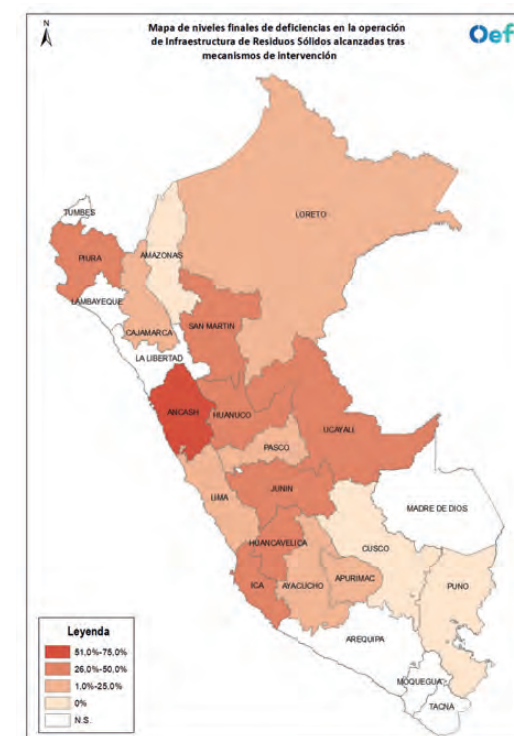 N
Mapa de niveles finales de deficiencias en la operación
de Infraestructura de Residuos Sólidos alcanzadas tras
mecanismos de intervención
Oef
TUMBES
LORETO
PIURA
AMAZONAS
LAMBAYEQUE
CAJAMARCA
SAN MARTIN
LA LIBERTAD
ANCASH
HUANUCO
UCAYALI
PASCO
LIMA
JUNIN
MADRE DE DIOS
HUANCAVELICA
CUSCO
ICA
AYACUCHO
APURIMAC
PUNO
AREQUIPA
MOQUEGUA
TACNA
Leyenda
51,0%-75,0%
26,0%-50,0%
1,0%-25,0%
0%
N.S.